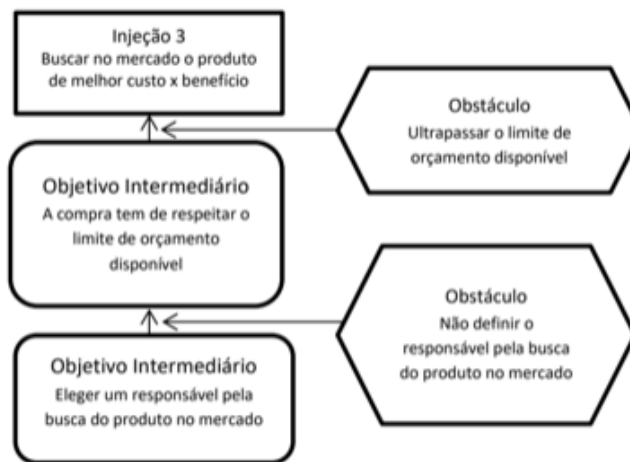 Injeção 3
Buscar no mercado o produto
de melhor custo x benefício
Obstáculo
Ultrapassar o limite de
orçamento disponível
Objetivo Intermediário
A compra tem de respeitar o
limite de orçamento
disponível
Obstáculo
Não definir o
responsável pela busca
do produto no mercado
Objetivo Intermediário
Eleger um responsável pela
busca do produto no mercado